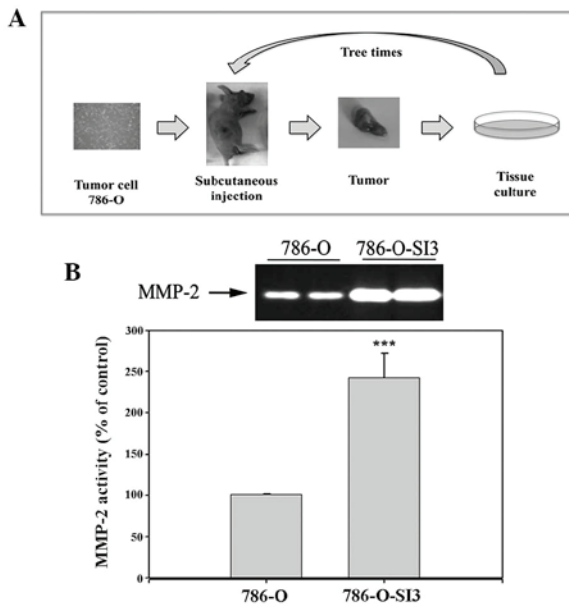 A
Tree times
Tumor cell
786-O
Subcutaneous
injection
Tumor
Tissue
culture
B
786-O 786-O-SI3
MMP-2
MMP-2 activity (% of control)
300
250
200
150
100
50
0
***
786-O 786-O-SI3